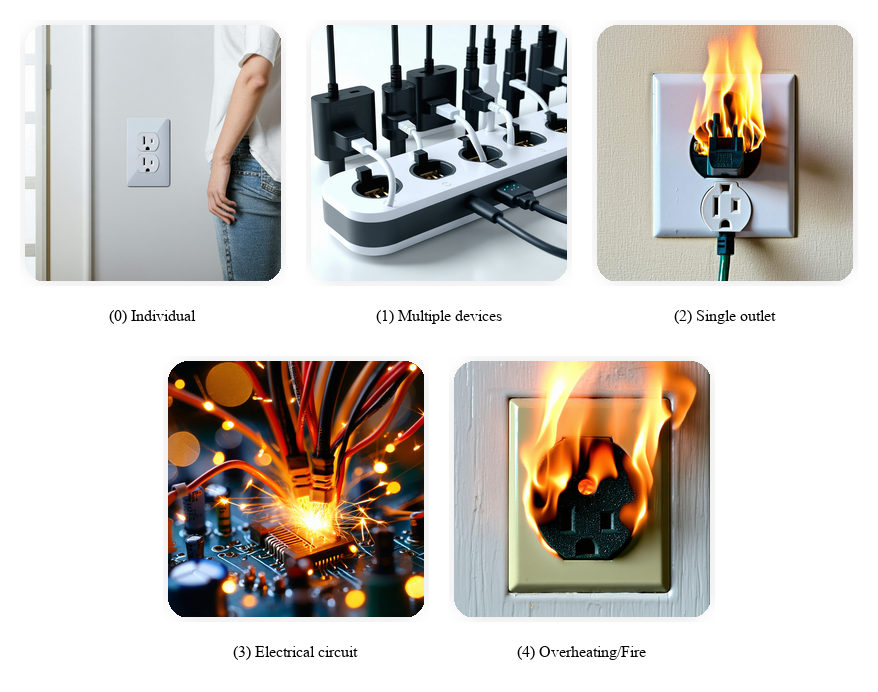 (0) Individual
(1) Multiple devices
(2) Single outlet
(3) Electrical circuit
(4) Overheating/Fire